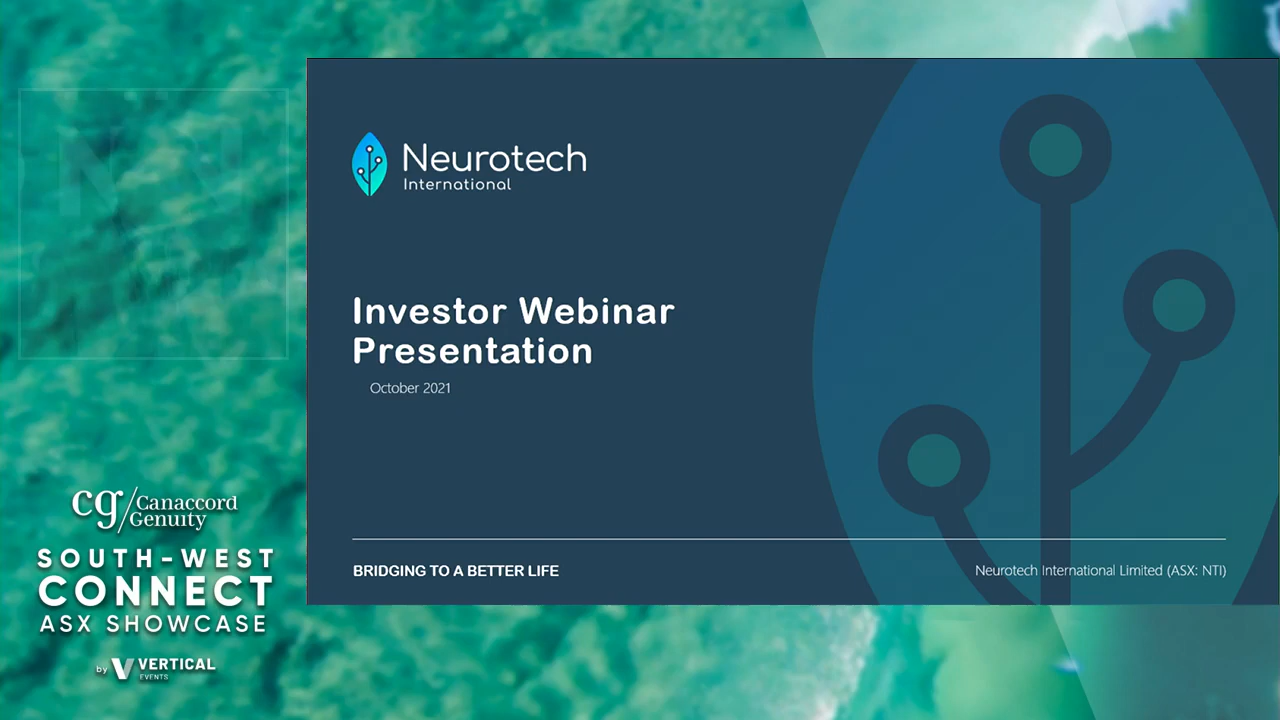 Neurotech
International
Investor Webinar
Presentation
October 2021
BRIDGING TO A BETTER LIFE
Neurotech International Limited (ASX: NTI)
cg/Canaccord
Genuity
SOUTH-WEST
CONNECT
ASX SHOWCASE
by VERTICAL
EVENTS